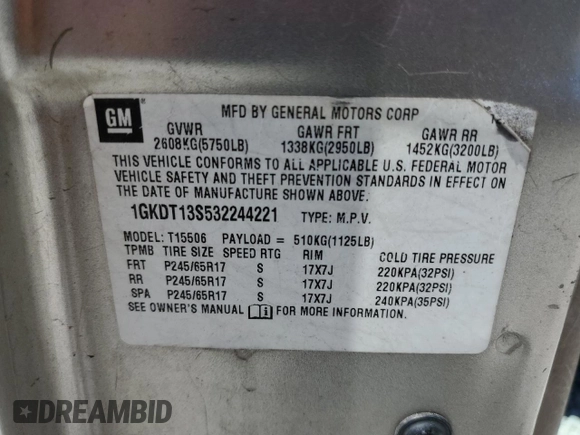 GM
MFD BY GENERAL MOTORS CORP
GVWR GAWR FRT GAWR RR
2608KG(5750LB) 1338KG(2950LB) 1452KG(3200LB)
THIS VEHICLE CONFORMS TO ALL APPLICABLE U.S. FEDERAL MOTOR
VEHICLE SAFETY AND THEFT PREVENTION STANDARDS IN EFFECT ON
THE DATE OF MANUFACTURE SHOWN ABOVE.
1GKDT13S532244221 TYPE: M.P.V.
MODEL: T15506 PAYLOAD = 510KG(1125LB)
TPMB TIRE SIZE SPEED RTG RIM COLD TIRE PRESSURE
FRT P245/65R17 S 17X7J 220KPA(32PSI)
RR P245/65R17 S 17X7J 220KPA(32PSI)
SPA P245/65R17 S 17X7J 240KPA(35PSI)
SEE OWNER'S MANUAL FOR MORE INFORMATION.
DREAMBID